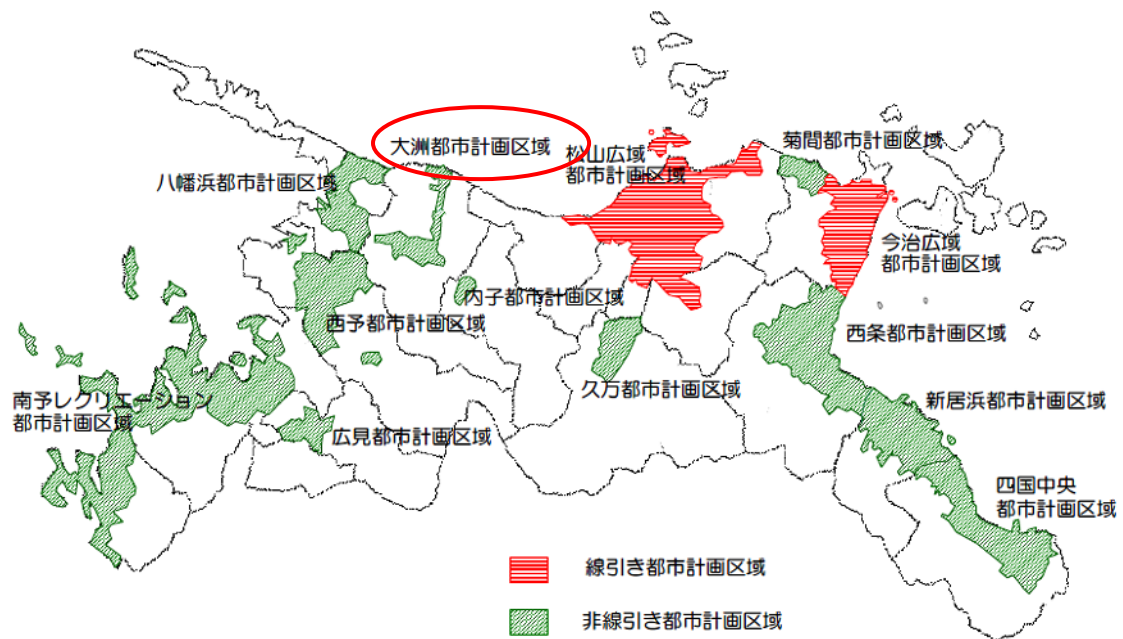 大洲都市計画区域
松山広域
都市計画区域
菊間都市計画区域
八幡浜都市計画区域
今治広域
都市計画区域
内子都市計画区域
西予都市計画区域
西条都市計画区域
久万都市計画区域
南予レクリエーション
都市計画区域
新居浜都市計画区域
広見都市計画区域
四国中央
都市計画区域
線引き都市計画区域
非線引き都市計画区域